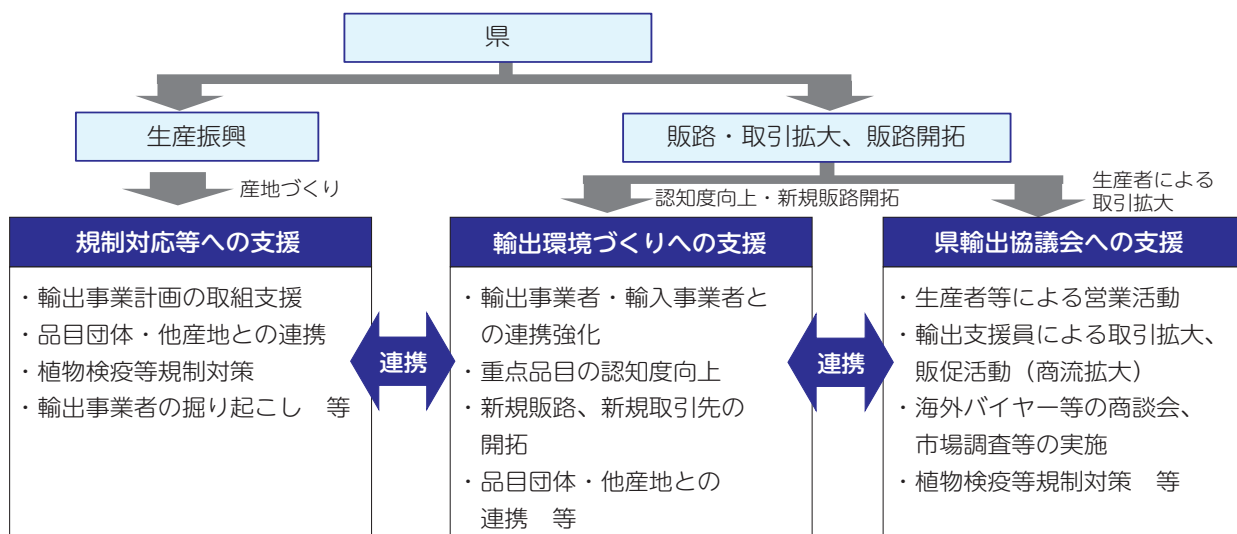 県
生産振興
販路・取引拡大、販路開拓
産地づくり
認知度向上・新規販路開拓
生産者による
取引拡大
規制対応等への支援
・輸出事業計画の取組支援
・品目団体・他産地との連携
・植物検疫等規制対策
・輸出事業者の掘り起こし　等
連携
輸出環境づくりへの支援
・輸出事業者・輸入事業者と
の連携強化
・重点品目の認知度向上
・新規販路、新規取引先の
開拓
・品目団体・他産地との
連携　等
連携
県輸出協議会への支援
・生産者等による営業活動
・輸出支援員による取引拡大、
販促活動（商流拡大）
・海外バイヤー等の商談会、
市場調査等の実施
・植物検疫等規制対策　等